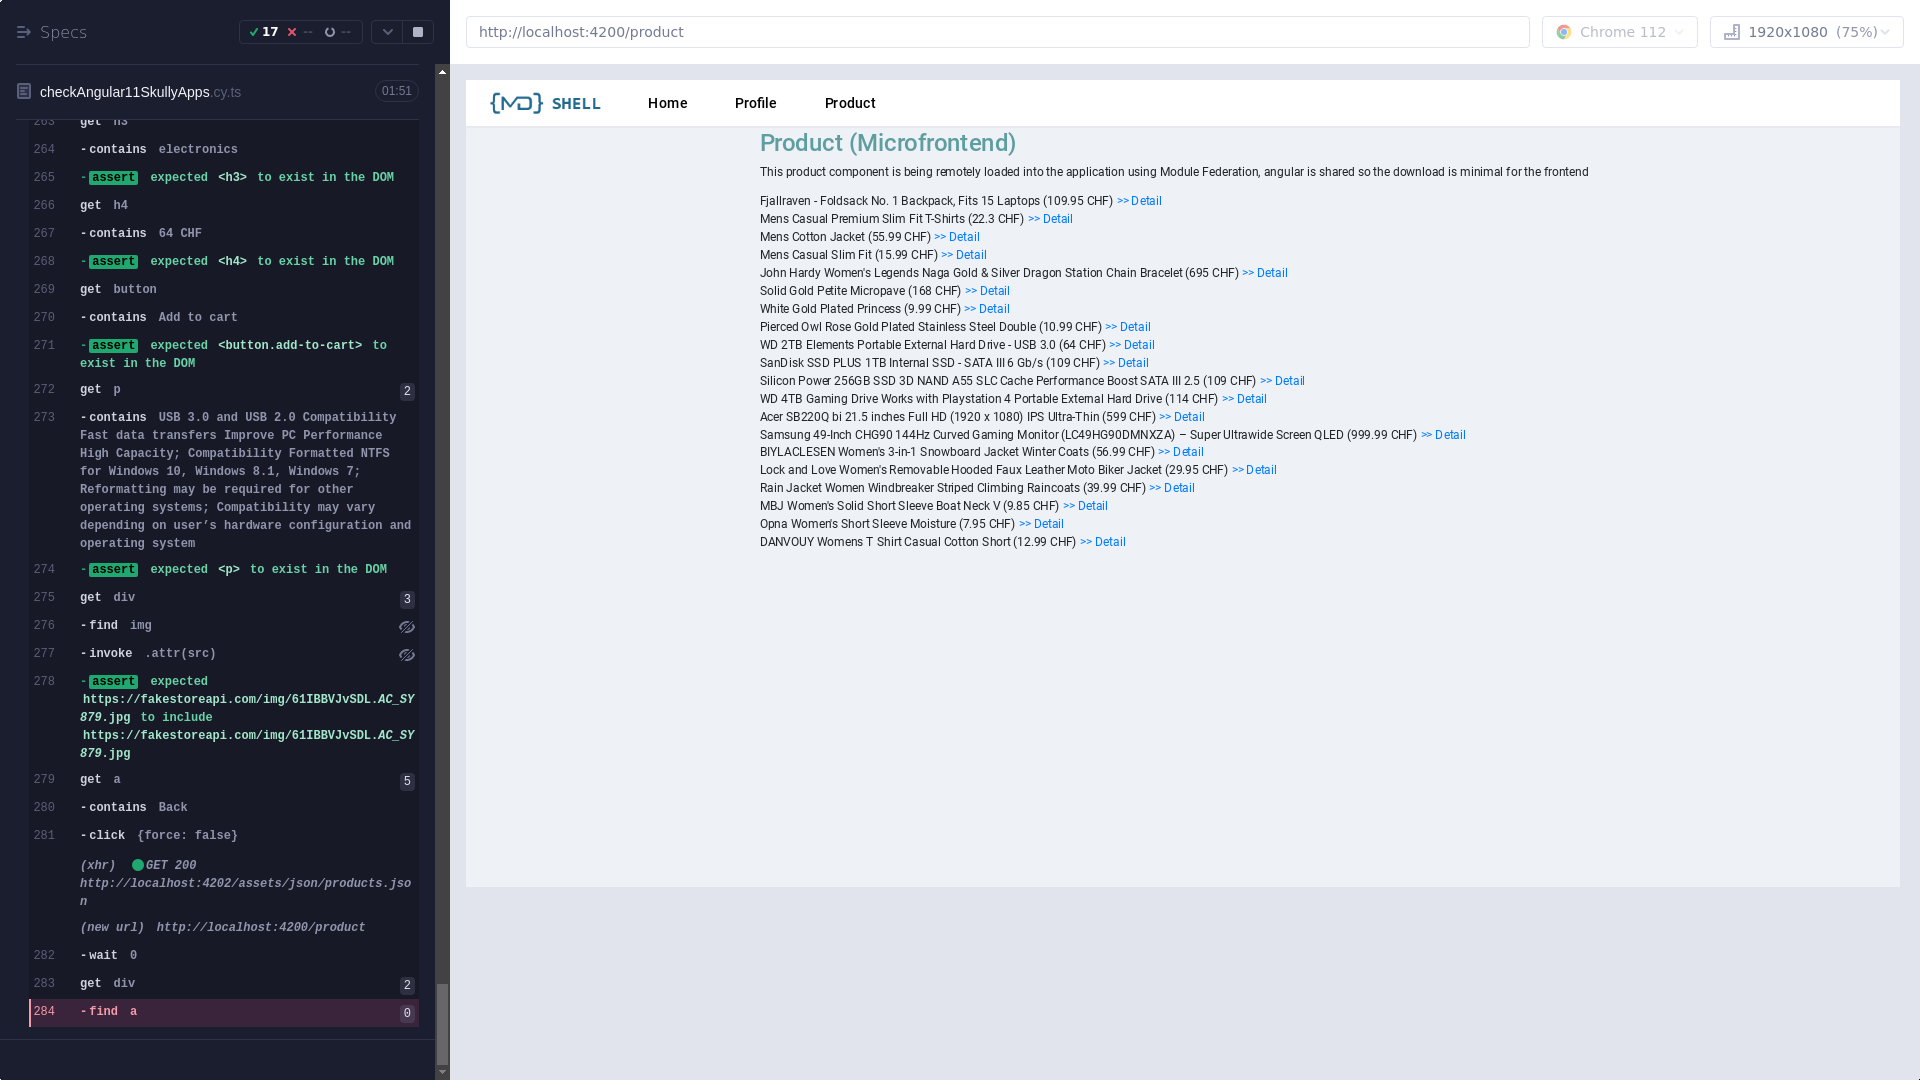 Specs
17
--
--
checkAngular11SkullyApps.cy.ts
01:51
263 get h3
264 -contains electronics
265 -assert expected <h3> to exist in the DOM
266 get h4
267 -contains 64 CHF
268 -assert expected <h4> to exist in the DOM
269 get button
270 -contains Add to cart
271 -assert expected <button.add-to-cart> to
exist in the DOM
272 get p 2
273 -contains USB 3.0 and USB 2.0 Compatibility
Fast data transfers Improve PC Performance
High Capacity; Compatibility Formatted NTFS
for Windows 10, Windows 8.1, Windows 7;
Reformatting may be required for other
operating systems; Compatibility may vary
depending on user’s hardware configuration and
operating system
274 -assert expected <p> to exist in the DOM
275 get div 3
276 -find img
277 -invoke .attr(src)
278 -assert expected
https://fakestoreapi.com/img/61IBBVJvSDL.AC_SY
879.jpg to include
https://fakestoreapi.com/img/61IBBVJvSDL.AC_SY
879.jpg
279 get a 5
280 -contains Back
281 -click {force: false}
(xhr) GET 200
http://localhost:4202/assets/json/products.jso
n
(new url) http://localhost:4200/product
282 -wait 0
283 get div 2
284 -find a 0
http://localhost:4200/product
Chrome 112
1920x1080 (75%)
{MD} SHELL
Home
Profile
Product
Product (Microfrontend)
This product component is being remotely loaded into the application using Module Federation, angular is shared so the download is minimal for the frontend
Fjallraven - Foldsack No. 1 Backpack, Fits 15 Laptops (109.95 CHF) >> Detail
Mens Casual Premium Slim Fit T-Shirts (22.3 CHF) >> Detail
Mens Cotton Jacket (55.99 CHF) >> Detail
Mens Casual Slim Fit (15.99 CHF) >> Detail
John Hardy Women's Legends Naga Gold & Silver Dragon Station Chain Bracelet (695 CHF) >> Detail
Solid Gold Petite Micropave (168 CHF) >> Detail
White Gold Plated Princess (9.99 CHF) >> Detail
Pierced Owl Rose Gold Plated Stainless Steel Double (10.99 CHF) >> Detail
WD 2TB Elements Portable External Hard Drive - USB 3.0 (64 CHF) >> Detail
SanDisk SSD PLUS 1TB Internal SSD - SATA III 6 Gb/s (109 CHF) >> Detail
Silicon Power 256GB SSD 3D NAND A55 SLC Cache Performance Boost SATA III 2.5 (109 CHF) >> Detail
WD 4TB Gaming Drive Works with Playstation 4 Portable External Hard Drive (114 CHF) >> Detail
Acer SB220Q bi 21.5 inches Full HD (1920 x 1080) IPS Ultra-Thin (599 CHF) >> Detail
Samsung 49-Inch CHG90 144Hz Curved Gaming Monitor (LC49HG90DMNXZA) – Super Ultrawide Screen QLED (999.99 CHF) >> Detail
BIYLACLESEN Women's 3-in-1 Snowboard Jacket Winter Coats (56.99 CHF) >> Detail
Lock and Love Women's Removable Hooded Faux Leather Moto Biker Jacket (29.95 CHF) >> Detail
Rain Jacket Women Windbreaker Striped Climbing Raincoats (39.99 CHF) >> Detail
MBJ Women's Solid Short Sleeve Boat Neck V (9.85 CHF) >> Detail
Opna Women's Short Sleeve Moisture (7.95 CHF) >> Detail
DANVOUY Womens T Shirt Casual Cotton Short (12.99 CHF) >> Detail